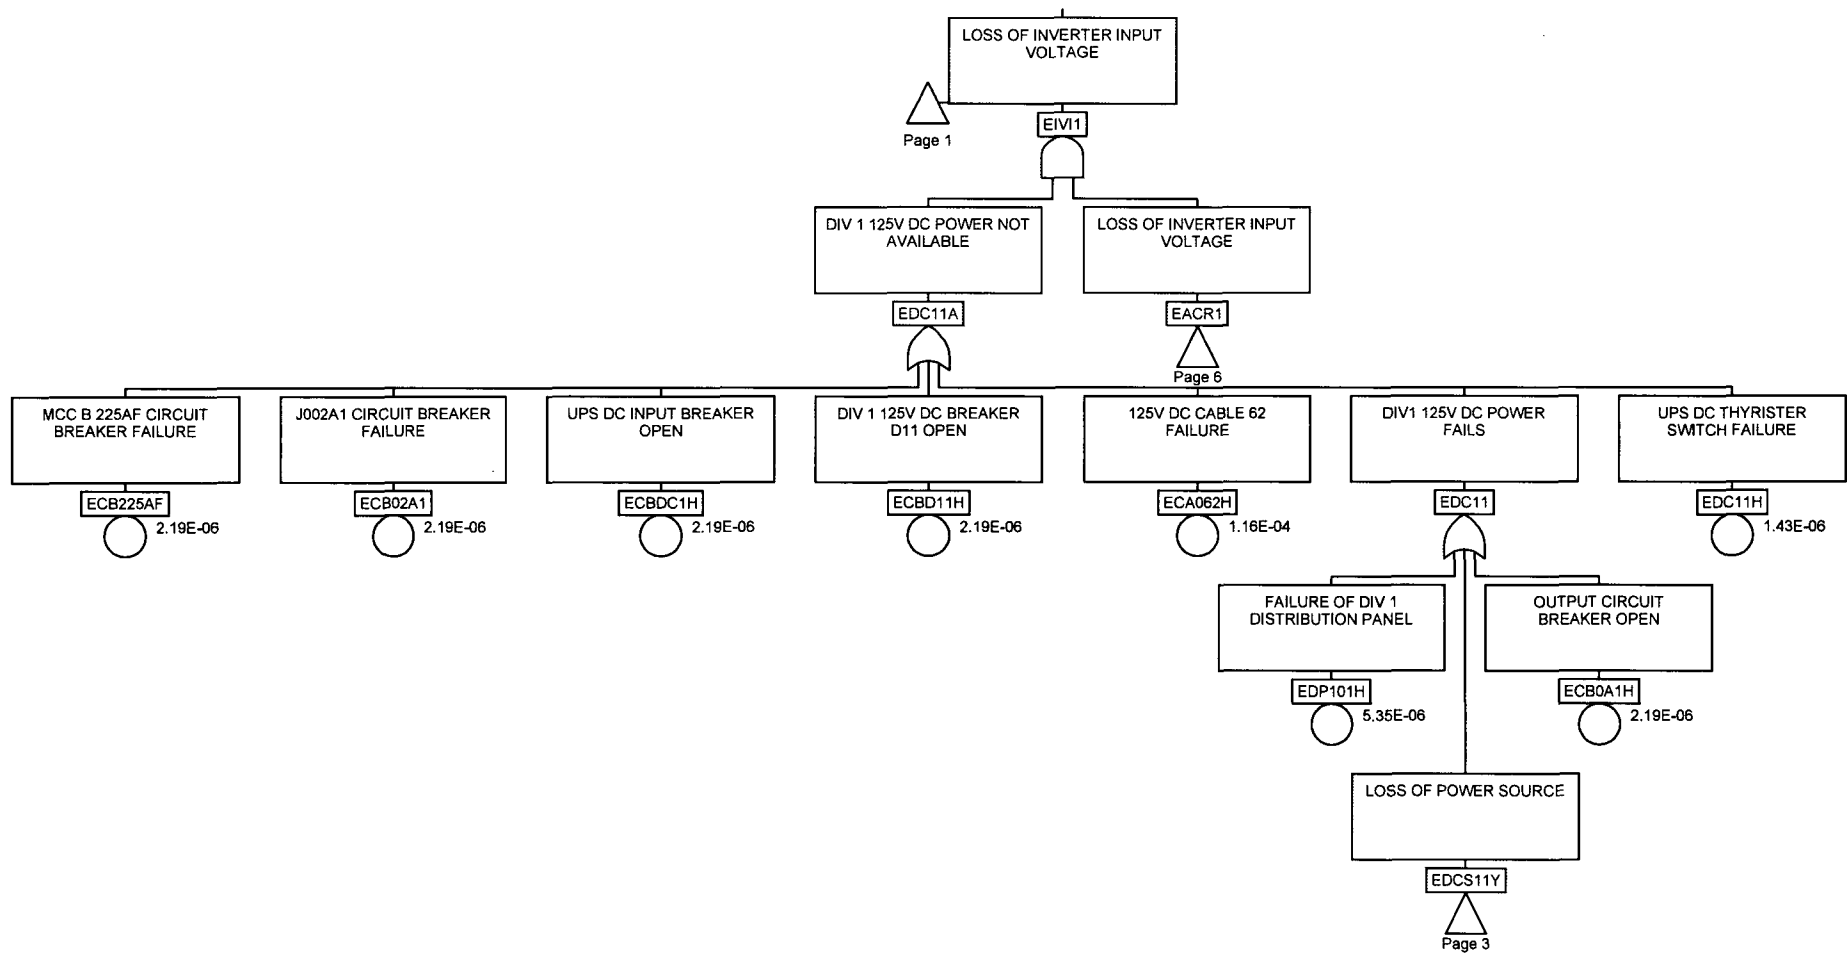 LOSS OF INVERTER INPUT
VOLTAGE
Page 1
EIVI1
DIV 1 125V DC POWER NOT
AVAILABLE
EDC11A
LOSS OF INVERTER INPUT
VOLTAGE
EACR1
Page 6
MCC B 225AF CIRCUIT
BREAKER FAILURE
ECB225AF
2.19E-06
J002A1 CIRCUIT BREAKER
FAILURE
ECB02A1
2.19E-06
UPS DC INPUT BREAKER
OPEN
ECBDC1H
2.19E-06
DIV 1 125V DC BREAKER
D11 OPEN
ECBD11H
2.19E-06
125V DC CABLE 62
FAILURE
ECA062H
1.16E-04
DIV1 125V DC POWER
FAILS
EDC11
UPS DC THYRISTER
SWITCH FAILURE
EDC11H
1.43E-06
FAILURE OF DIV 1
DISTRIBUTION PANEL
EDP101H
5.35E-06
OUTPUT CIRCUIT
BREAKER OPEN
ECB0A1H
2.19E-06
LOSS OF POWER SOURCE
EDCS11Y
Page 3